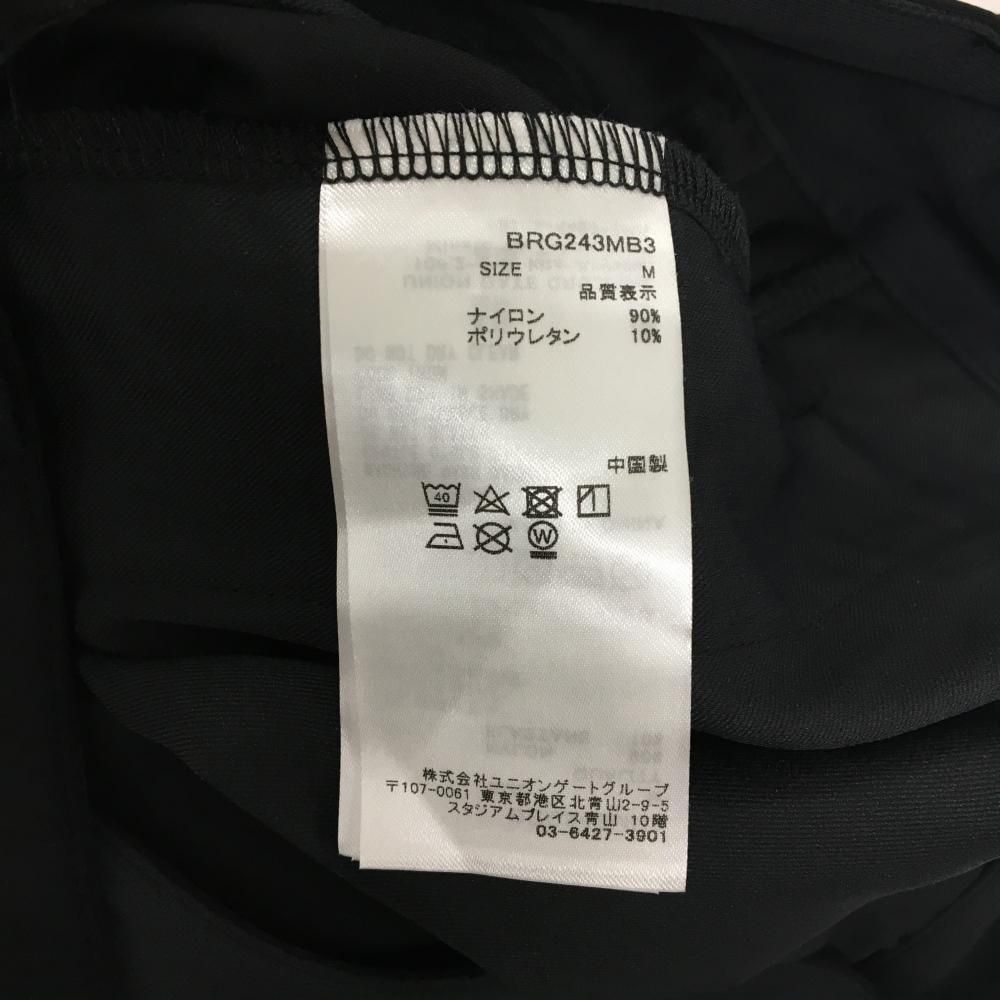 BRG243MB3
SIZE M
品質表示
ナイロン 90%
ポリウレタン 10%
中国製
40
W
株式会社ユニオンゲートグループ
〒107-0061 東京都港区北青山2-9-5
スタジアムプレイス青山 10階
03-6427-3901